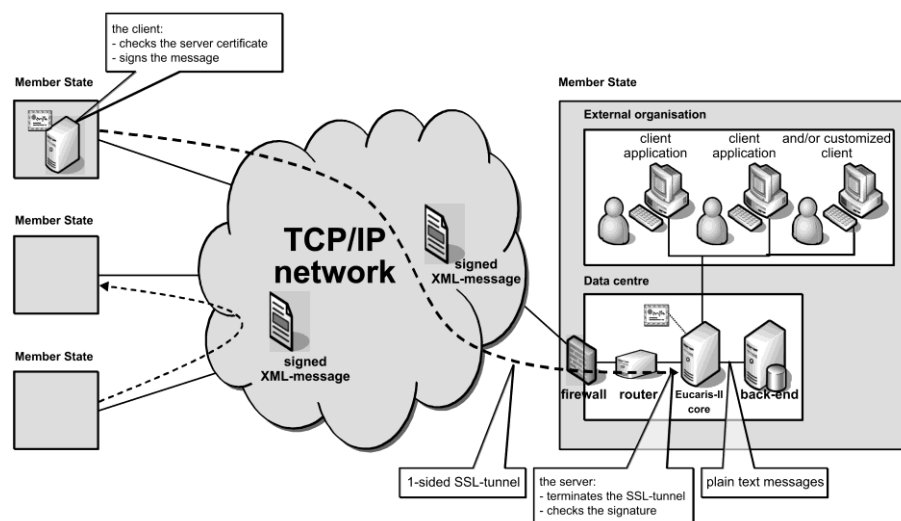 the client:
- checks the server certificate
- signs the message
Member State
Member State
External organisation
client
application
client
application
and/or customized
client
Member State
TCP/IP
network
signed
XML-message
signed
XML-message
Data centre
Member State
firewall
router
Eucaris-II
core
back-end
1-sided SSL-tunnel
the server:
- terminates the SSL-tunnel
- checks the signature
plain text messages